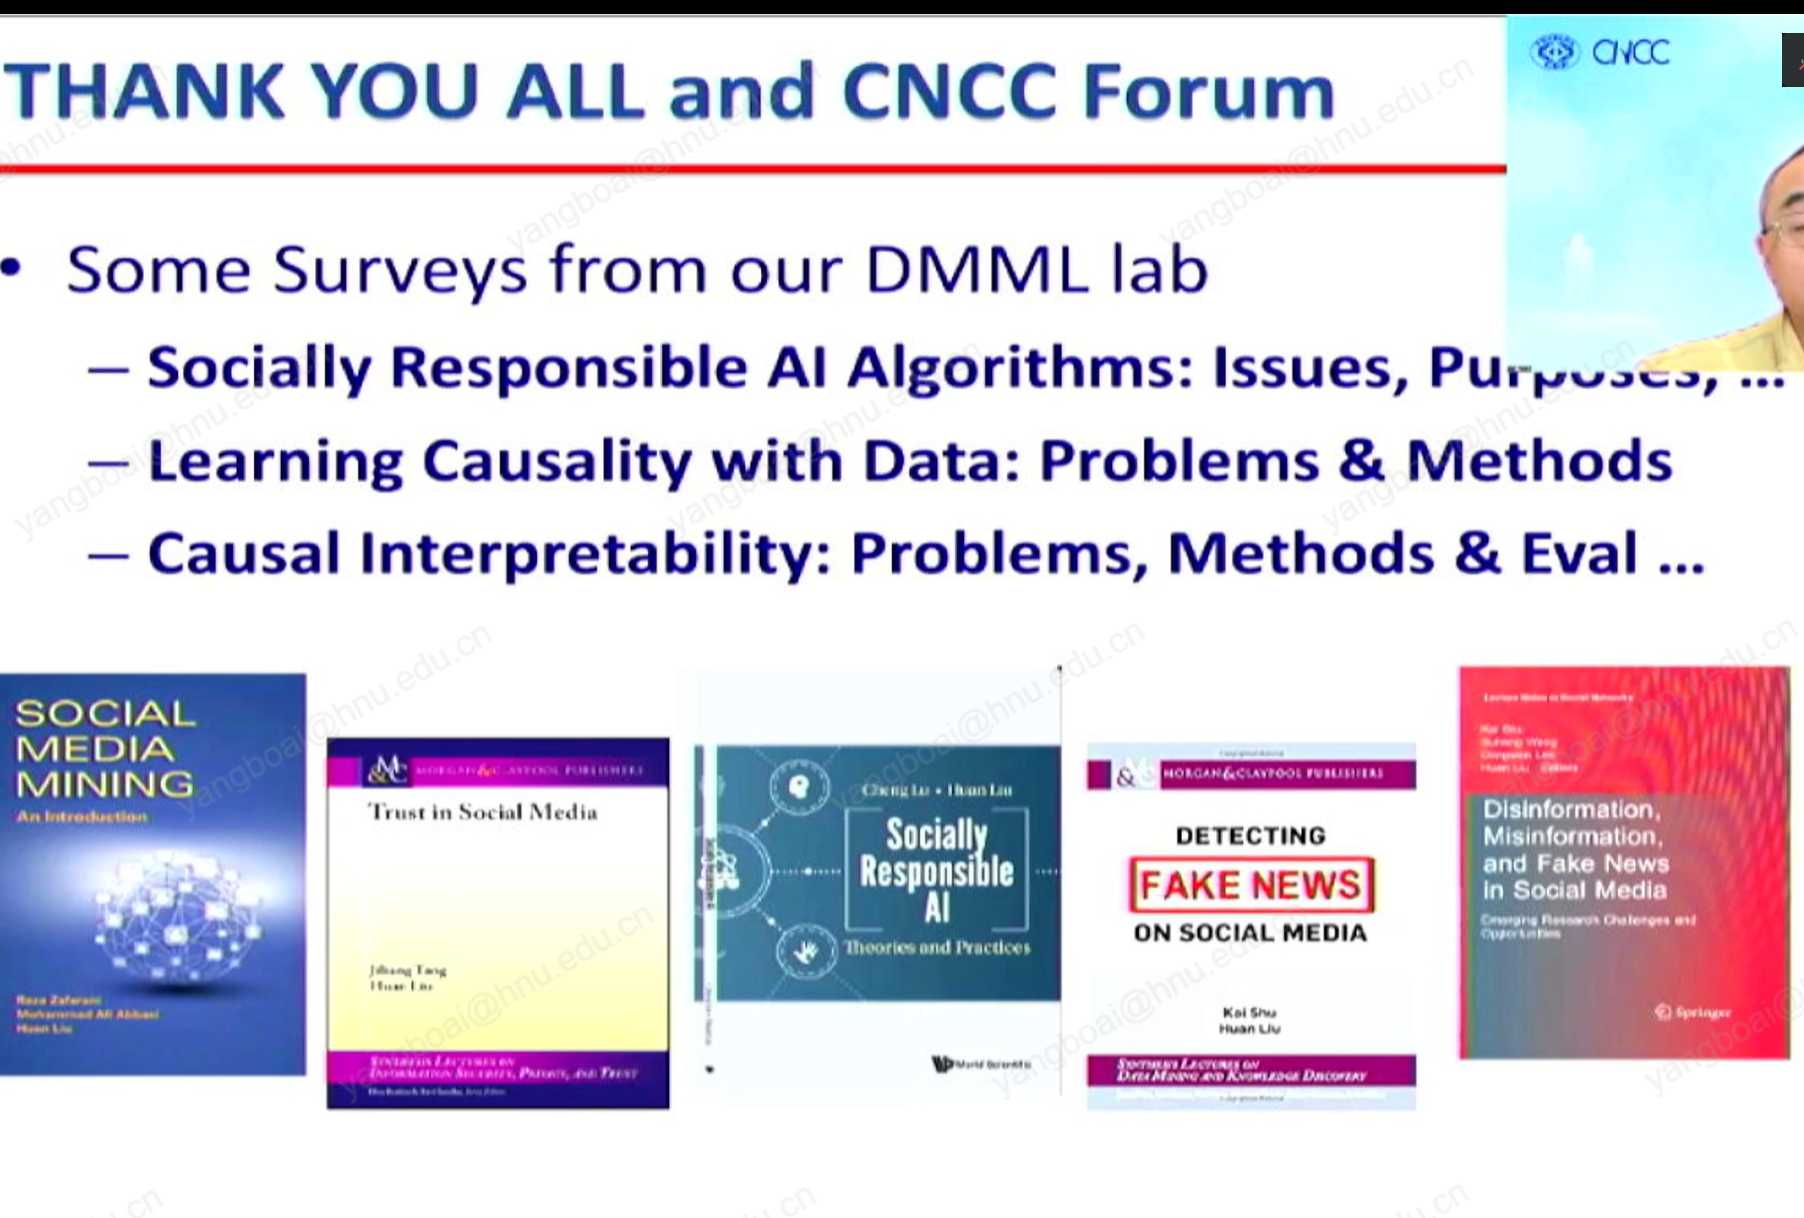 THANK YOU ALL and CNCC Forum
CNCC
• Some Surveys from our DMML lab
– Socially Responsible AI Algorithms: Issues, Purposes, ...
– Learning Causality with Data: Problems & Methods
– Causal Interpretability: Problems, Methods & Eval ...
SOCIAL
MEDIA
MINING
An Introduction
Reza Zafarani
Mohammad Ali Abbasi
Huan Liu
MORGAN & CLAYPOOL PUBLISHERS
Trust in Social Media
Jiliang Tang
Huan Liu
SYNTHESIS LECTURES ON
INFORMATION SECURITY, PRIVACY, AND TRUST
Huan Liu
Socially
Responsible
AI
Theories and Practices
World Scientific
MORGAN & CLAYPOOL PUBLISHERS
DETECTING
FAKE NEWS
ON SOCIAL MEDIA
Kai Shu
Huan Liu
SYNTHESIS LECTURES ON
DATA MINING AND KNOWLEDGE DISCOVERY
Lecture Notes in Social Networks
Kai Shu
Suhang Wang
Dongwon Lee
Huan Liu Editors
Disinformation,
Misinformation,
and Fake News
in Social Media
Emerging Research Challenges and
Opportunities
Springer
yangboai@hnu.edu.cn